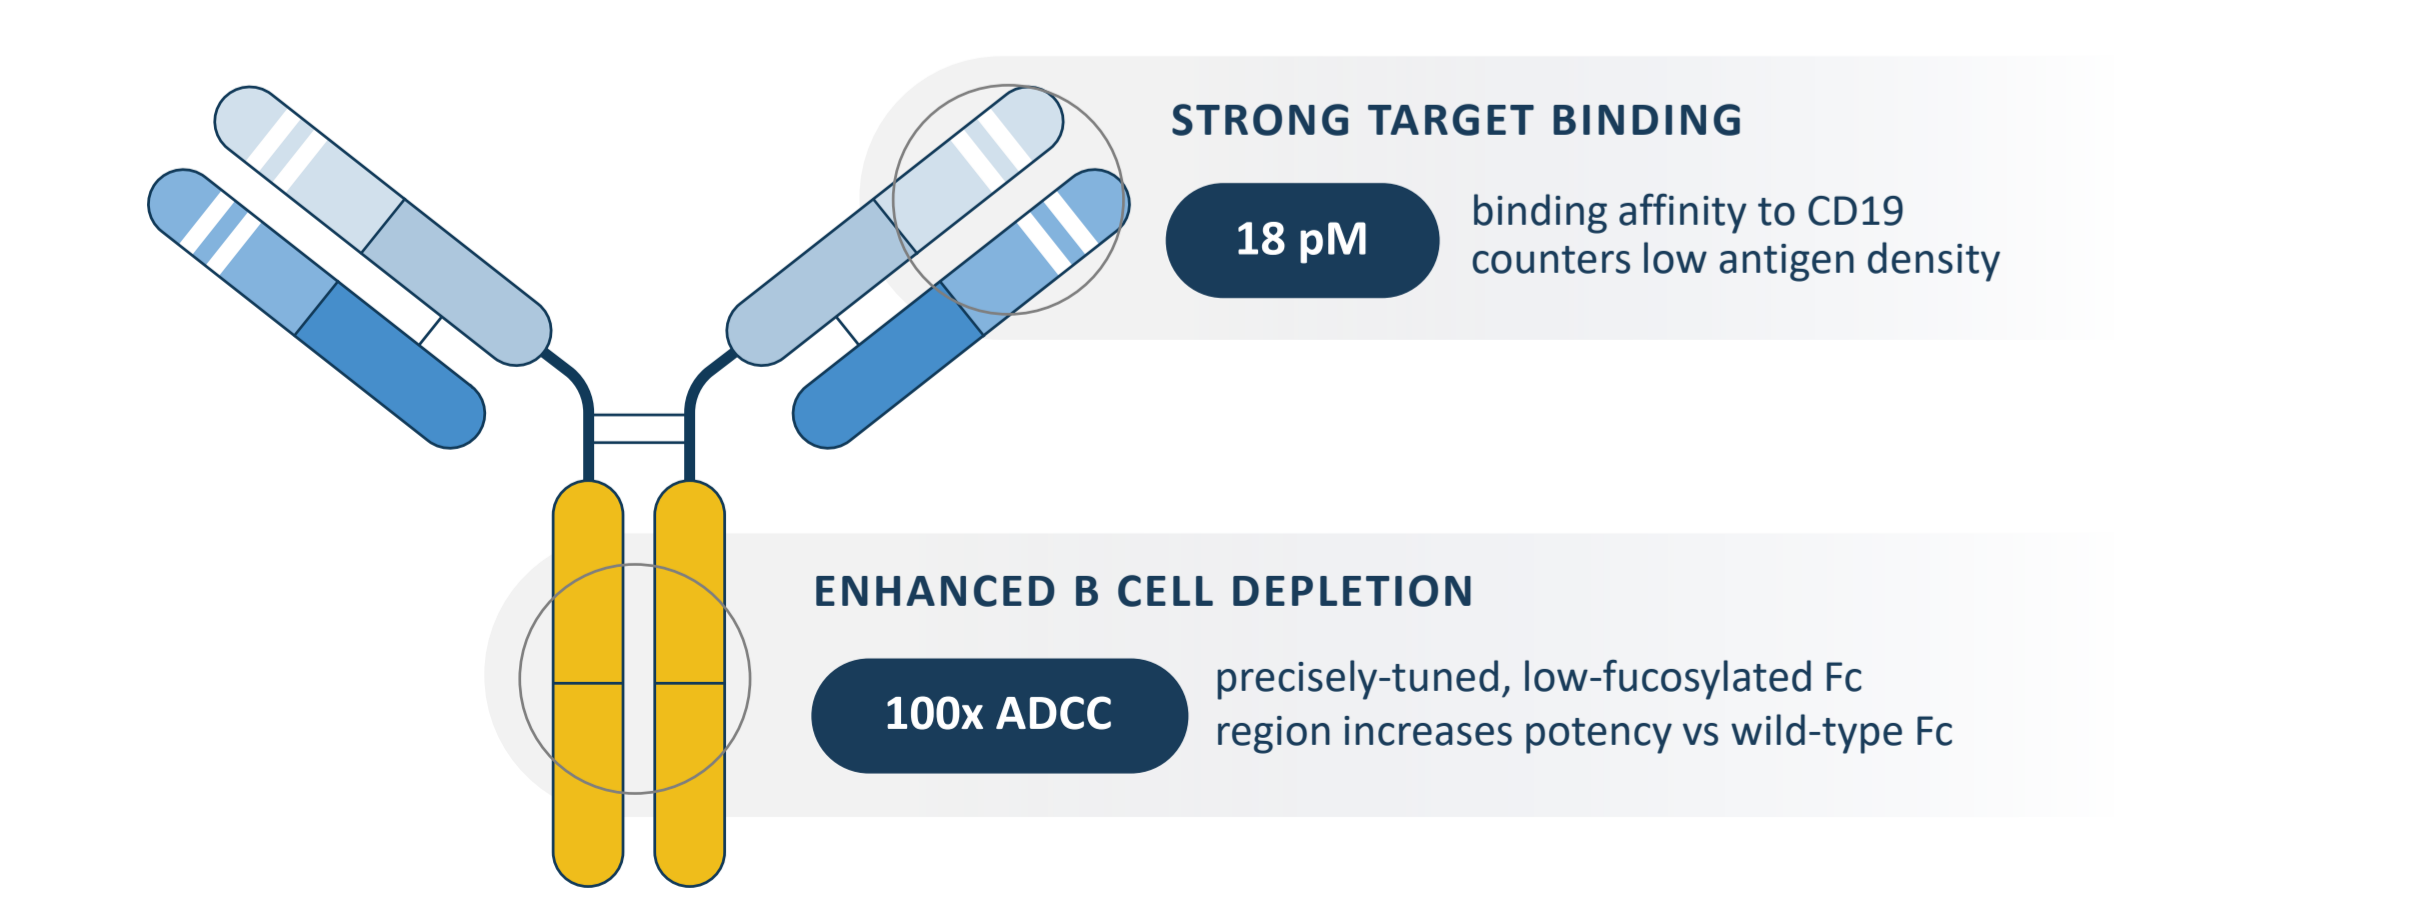 STRONG TARGET BINDING
18 pM
binding affinity to CD19
counters low antigen density
ENHANCED B CELL DEPLETION
100x ADCC
precisely-tuned, low-fucosylated Fc
region increases potency vs wild-type Fc